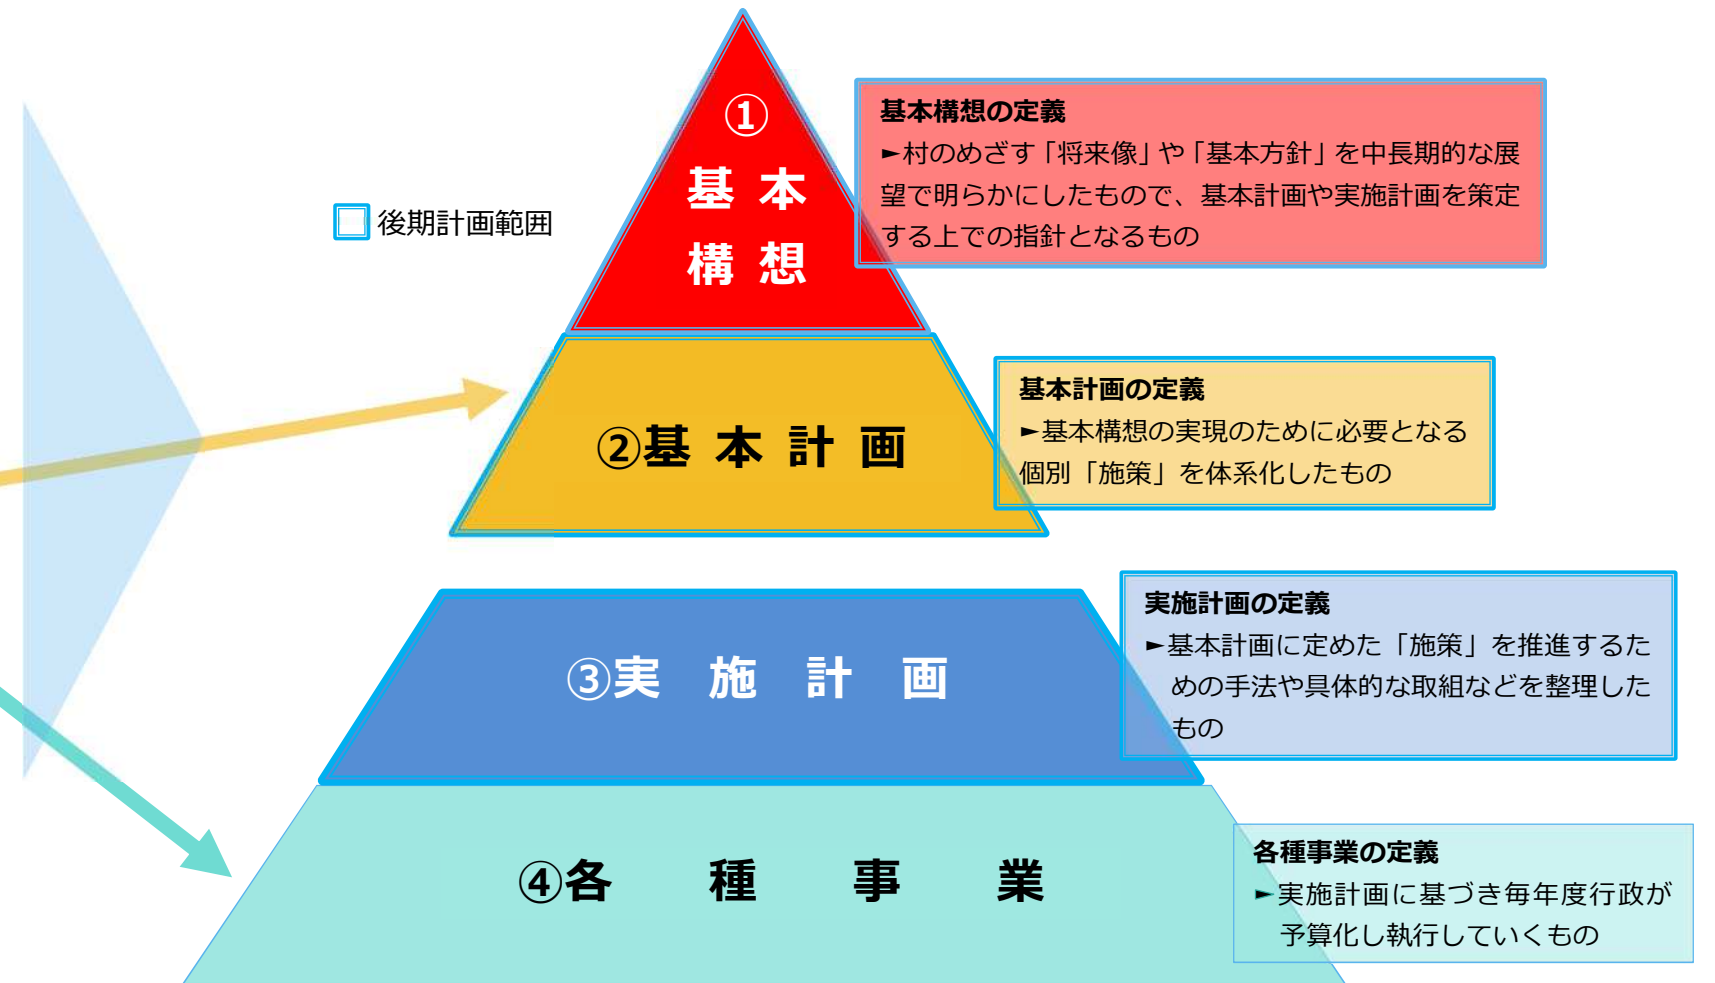 ①
基本
構想
基本構想の定義
►村のめざす「将来像」や「基本方針」を中長期的な展
望で明らかにしたもので、基本計画や実施計画を策定
する上での指針となるもの
後期計画範囲
②基本計画
基本計画の定義
►基本構想の実現のために必要となる
個別「施策」を体系化したもの
③実施計画
実施計画の定義
►基本計画に定めた「施策」を推進するた
めの手法や具体的な取組などを整理した
もの
④各種事業
各種事業の定義
►実施計画に基づき毎年度行政が
予算化し執行していくもの